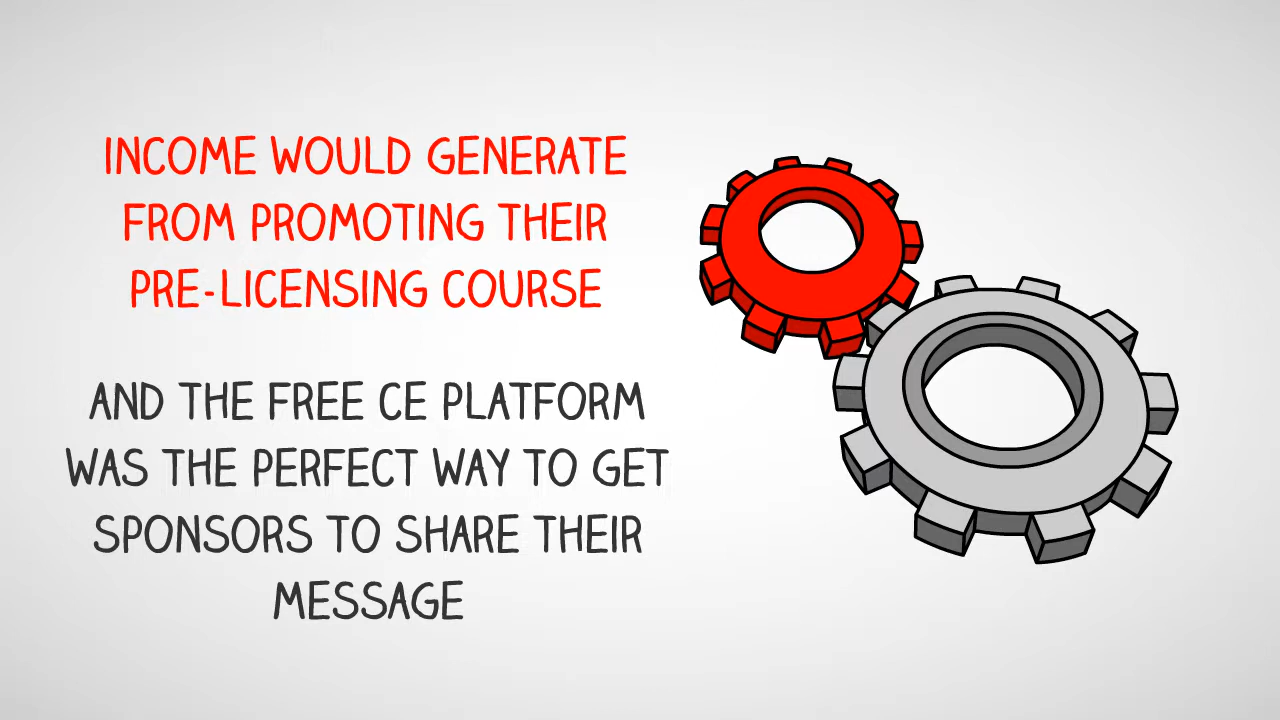 INCOME WOULD GENERATE
FROM PROMOTING THEIR
PRE-LICENSING COURSE
AND THE FREE CE PLATFORM
WAS THE PERFECT WAY TO GET
SPONSORS TO SHARE THEIR
MESSAGE